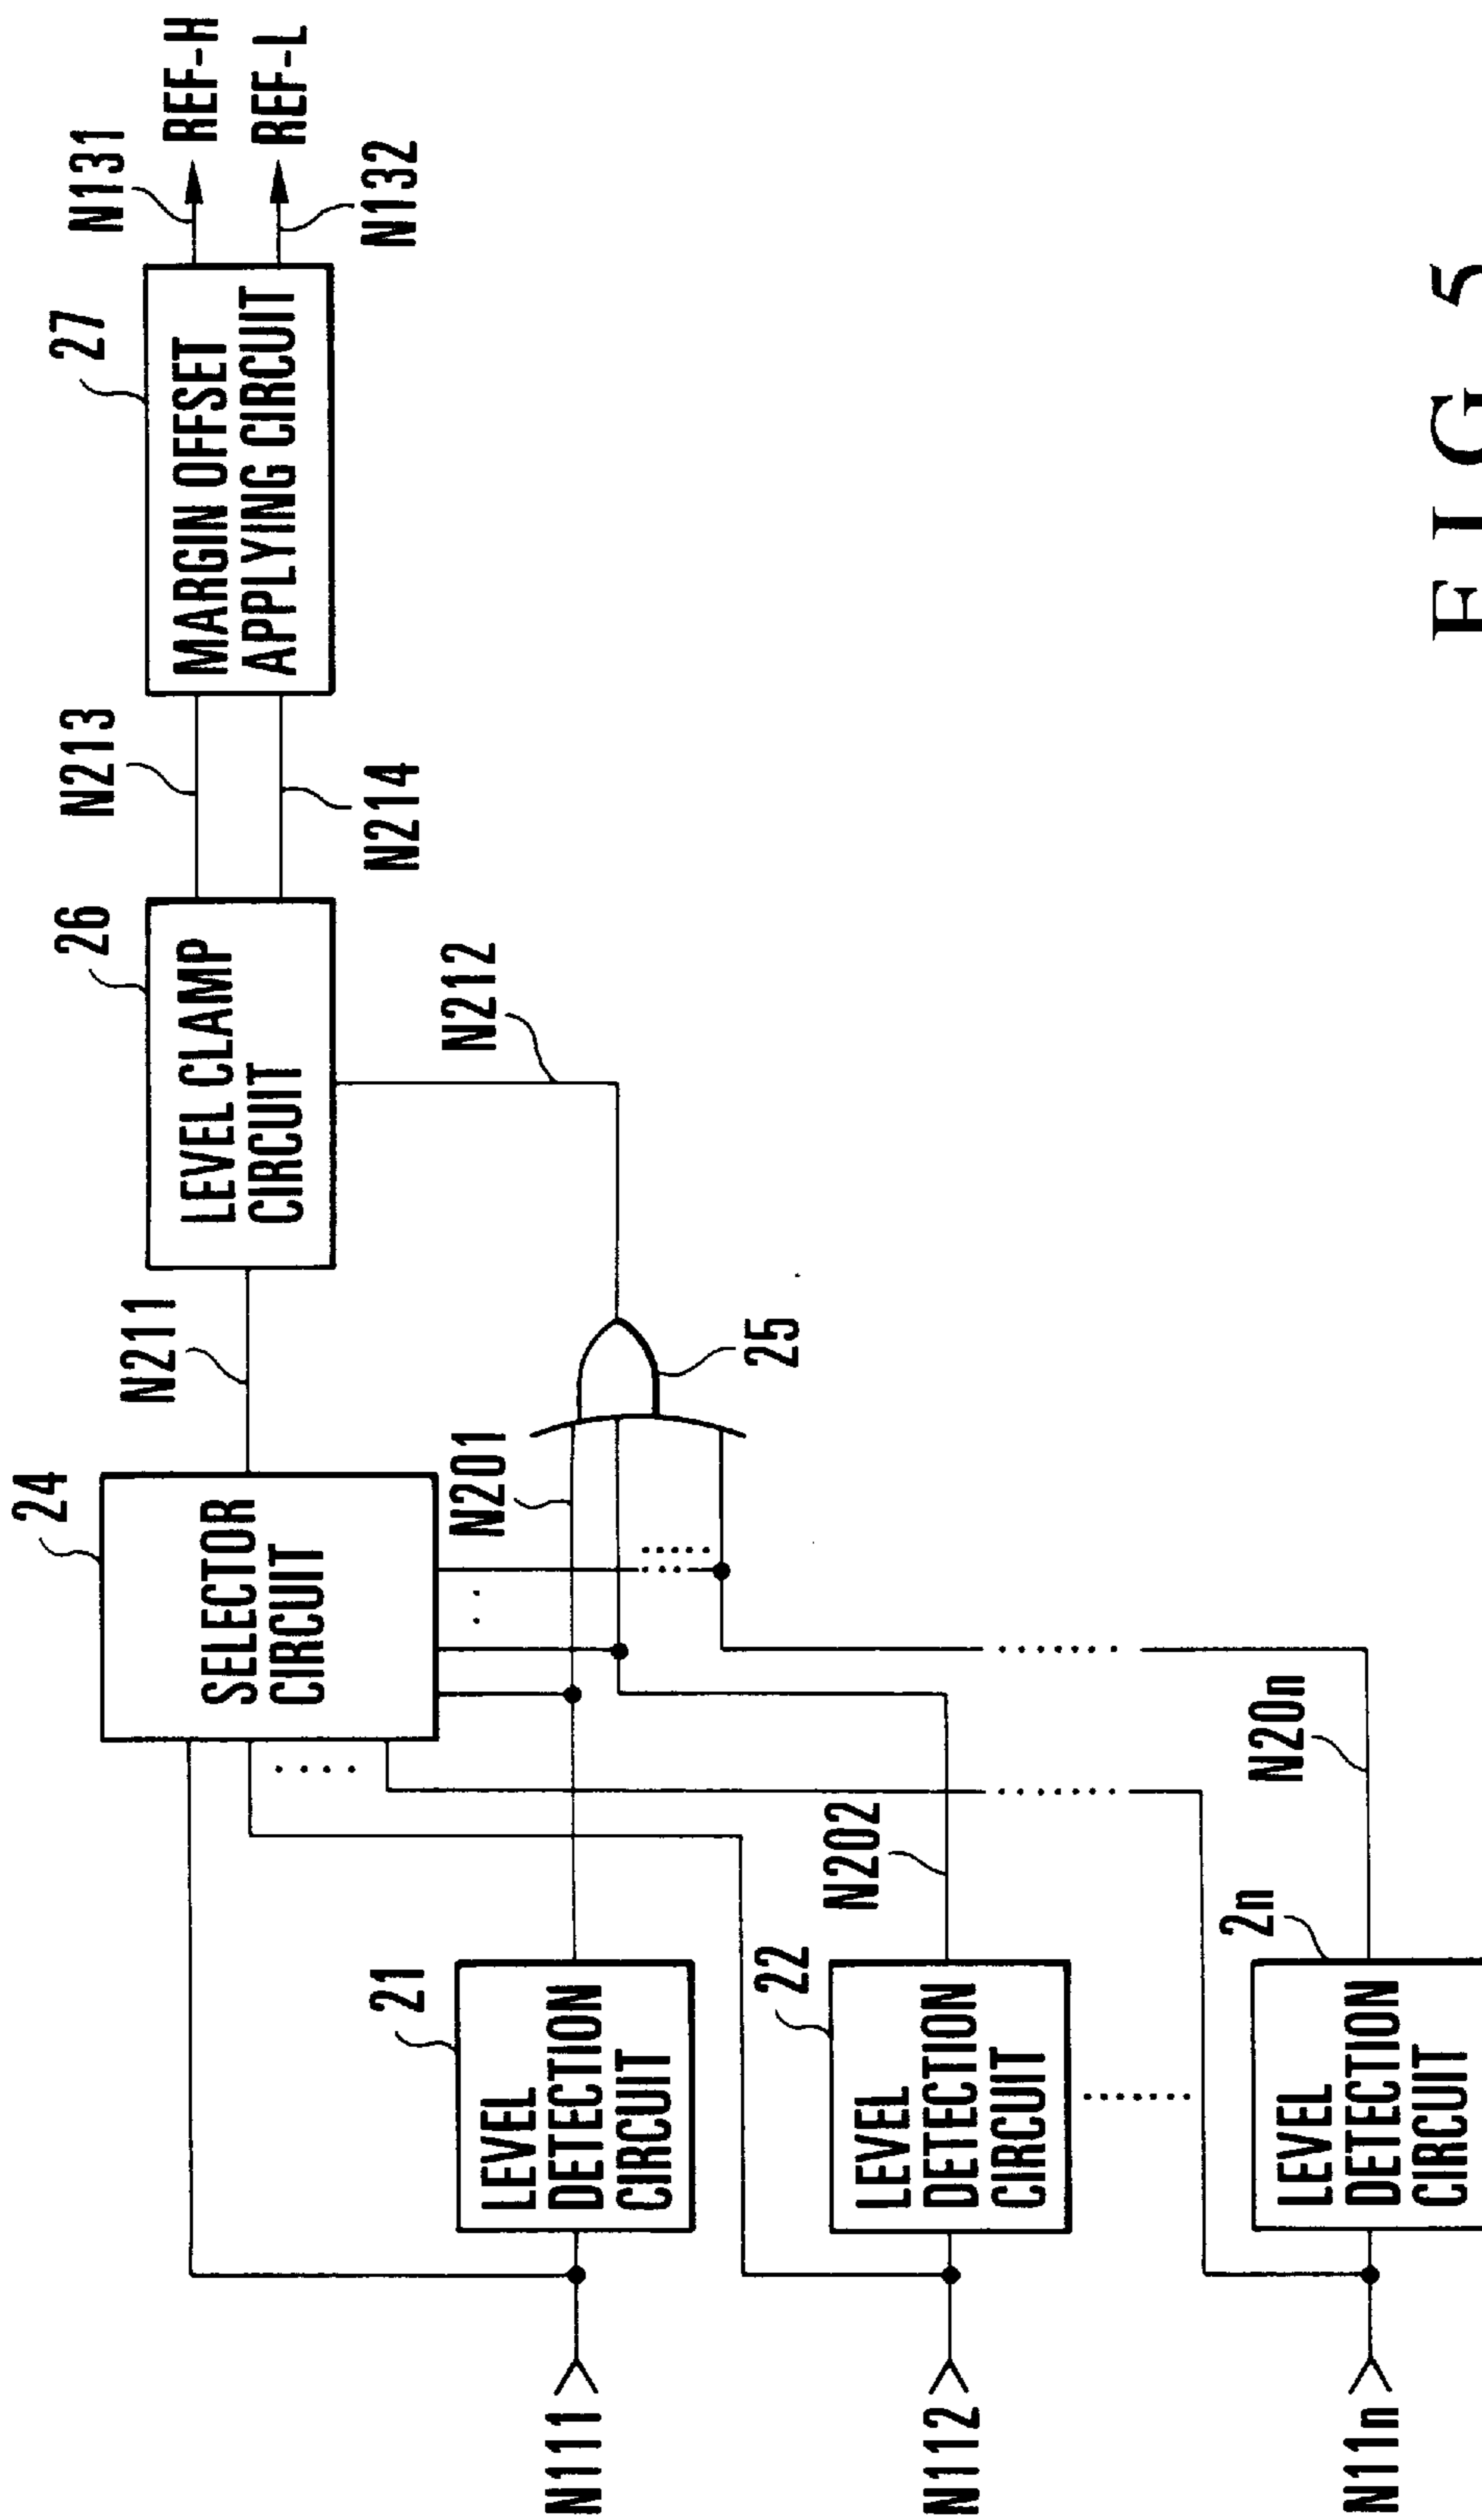 24
SELECTOR
CIRCUIT
N211
26
LEVEL CLAMP
CIRCUIT
N213
N214
27
MARGIN OFFSET
APPLYING CIRCUIT
N131
REF-H
REF-L
N132
N212
N201
25
21
LEVEL
DETECTION
CIRCUIT
N111
22
LEVEL
DETECTION
CIRCUIT
N202
N112
2n
LEVEL
DETECTION
CIRCUIT
N20n
N11n
FIG. 5